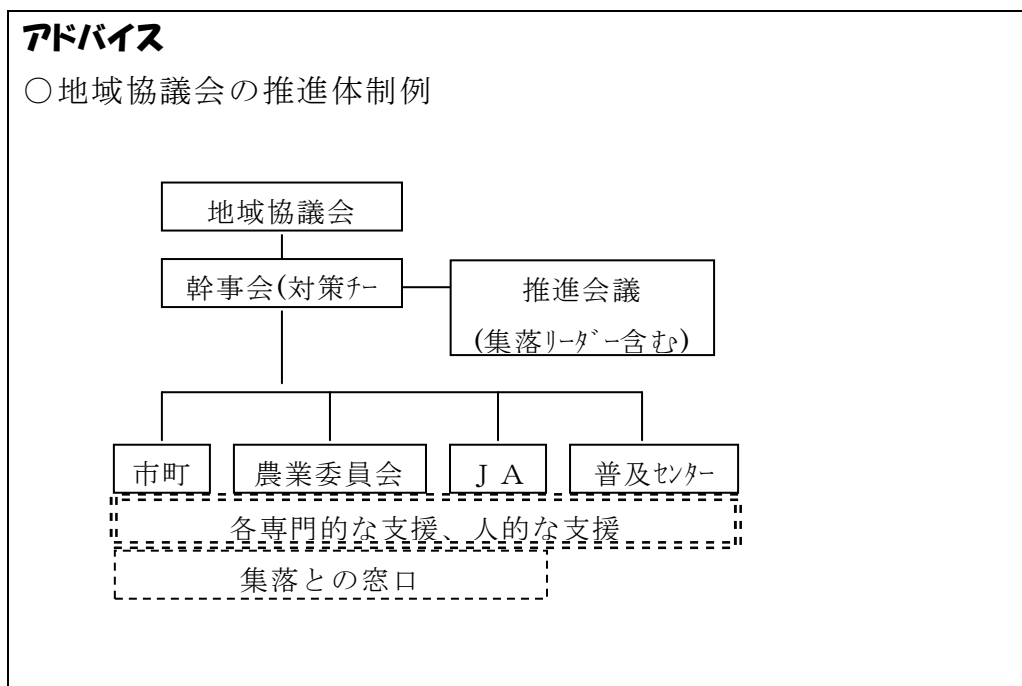 アドバイス
○地域協議会の推進体制例
地域協議会
幹事会(対策ﾁｰ
推進会議
(集落ﾘｰﾀﾞｰ含む)
市町
農業委員会
ＪＡ
普及ｾﾝﾀｰ
各専門的な支援、人的な支援
集落との窓口